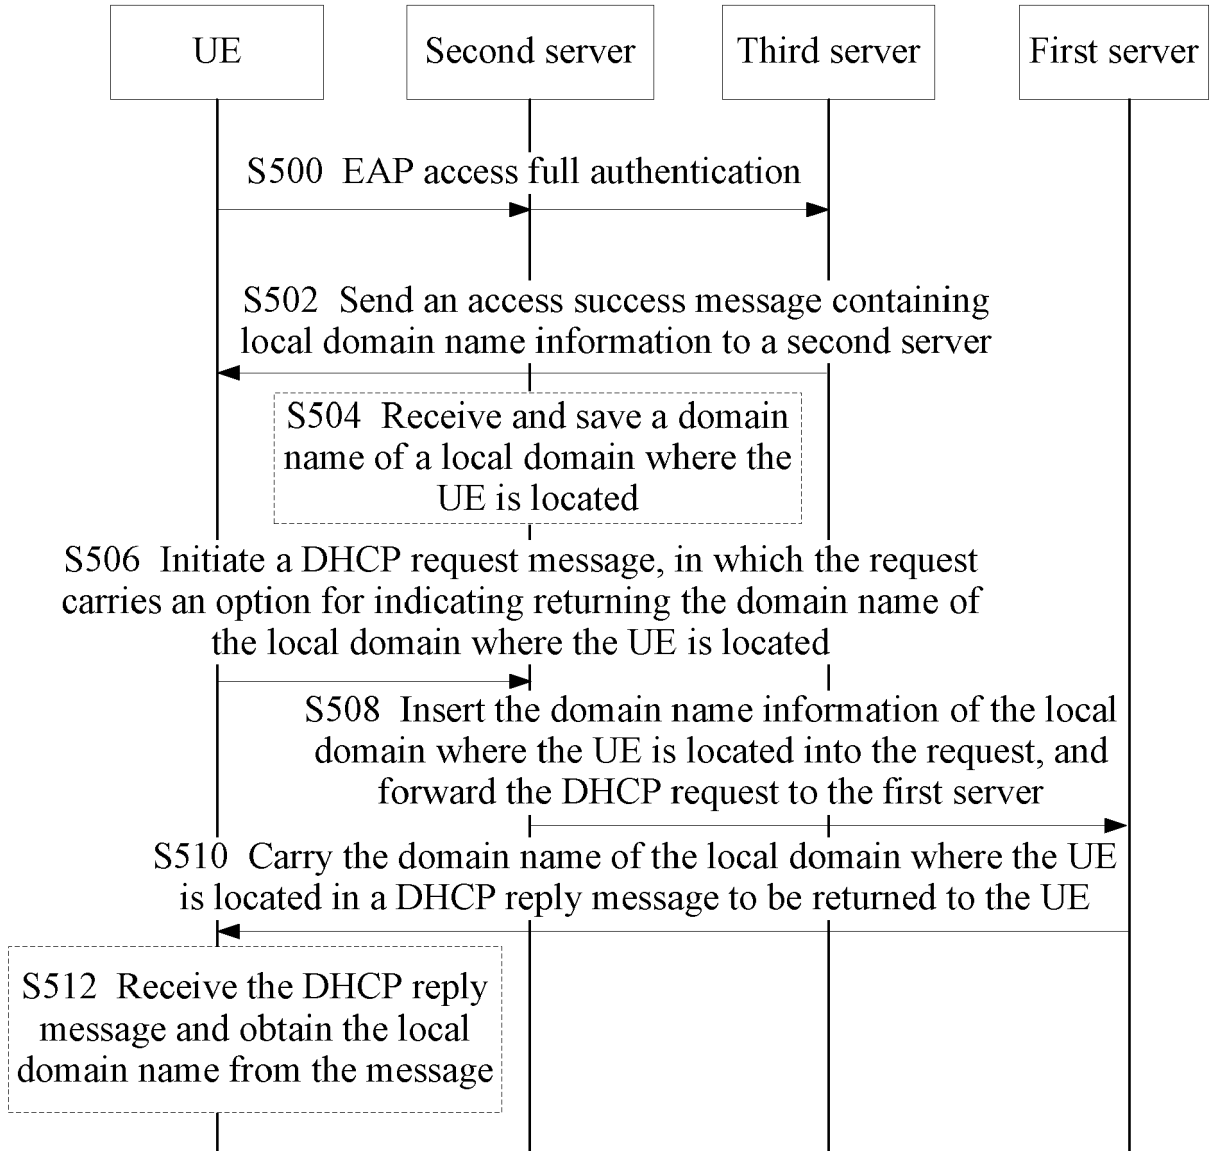 UE
Second server
Third server
First server
S500 EAP access full authentication
S502 Send an access success message containing
local domain name information to a second server
S504 Receive and save a domain
name of a local domain where the
UE is located
S506 Initiate a DHCP request message, in which the request
carries an option for indicating returning the domain name of
the local domain where the UE is located
S508 Insert the domain name information of the local
domain where the UE is located into the request, and
forward the DHCP request to the first server
S510 Carry the domain name of the local domain where the UE
is located in a DHCP reply message to be returned to the UE
S512 Receive the DHCP reply
message and obtain the local
domain name from the message